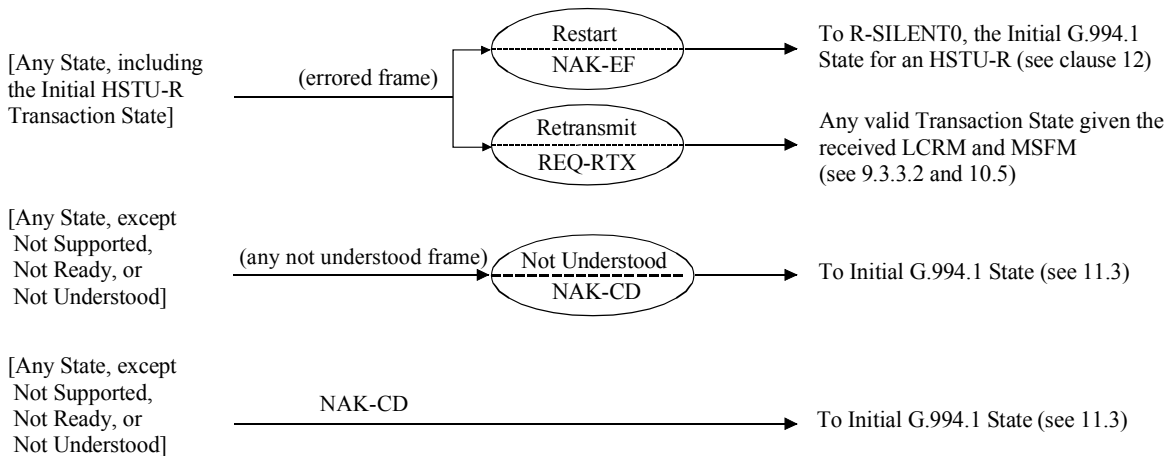 [Any State, including
the Initial HSTU-R
Transaction State]
(errored frame)
Restart
NAK-EF
To R-SILENT0, the Initial G.994.1
State for an HSTU-R (see clause 12)
Retransmit
REQ-RTX
Any valid Transaction State given the
received LCRM and MSFM
(see 9.3.3.2 and 10.5)
[Any State, except
Not Supported,
Not Ready, or
Not Understood]
(any not understood frame)
Not Understood
NAK-CD
To Initial G.994.1 State (see 11.3)
[Any State, except
Not Supported,
Not Ready, or
Not Understood]
NAK-CD
To Initial G.994.1 State (see 11.3)